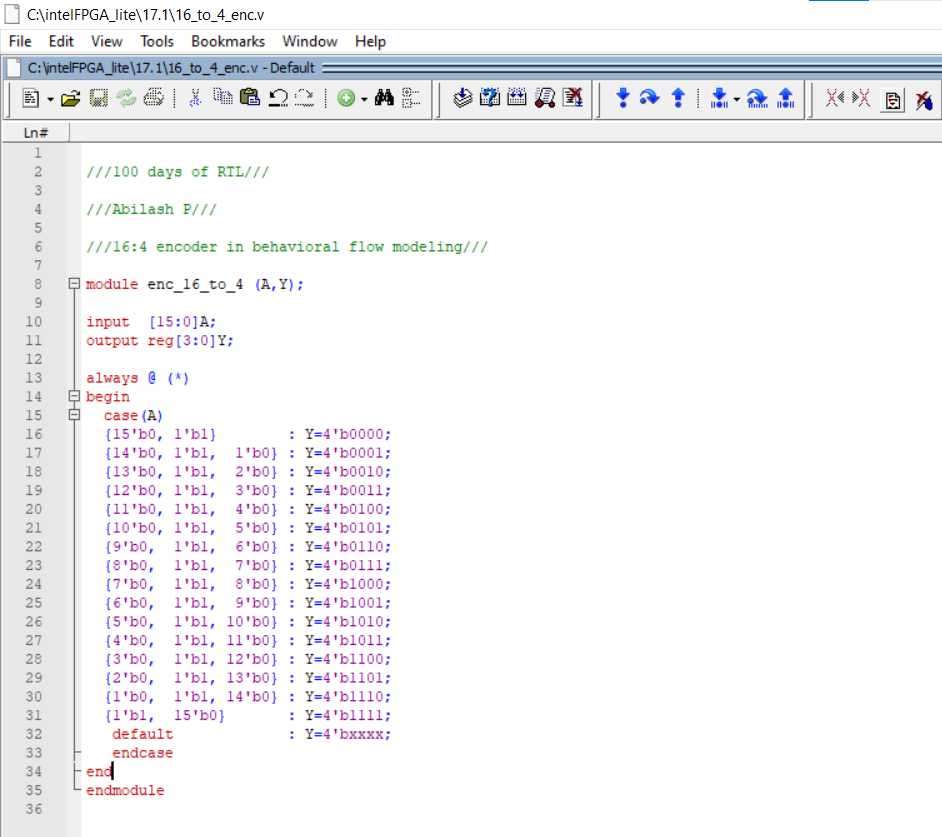 C:\intelFPGA_lite\17.1\16_to_4_enc.v
File Edit View Tools Bookmarks Window Help
C:\intelFPGA_lite\17.1\16_to_4_enc.v - Default
Ln#
1
2 ///100 days of RTL///
3
4 ///Abilash P///
5
6 ///16:4 encoder in behavioral flow modeling///
7
8 module enc_16_to_4 (A,Y);
9
10 input  [15:0]A;
11 output reg[3:0]Y;
12
13 always @ (*)
14 begin
15   case(A)
16   {15'b0, 1'b1}         : Y=4'b0000;
17   {14'b0, 1'b1,  1'b0} : Y=4'b0001;
18   {13'b0, 1'b1,  2'b0} : Y=4'b0010;
19   {12'b0, 1'b1,  3'b0} : Y=4'b0011;
20   {11'b0, 1'b1,  4'b0} : Y=4'b0100;
21   {10'b0, 1'b1,  5'b0} : Y=4'b0101;
22   {9'b0,  1'b1,  6'b0} : Y=4'b0110;
23   {8'b0,  1'b1,  7'b0} : Y=4'b0111;
24   {7'b0,  1'b1,  8'b0} : Y=4'b1000;
25   {6'b0,  1'b1,  9'b0} : Y=4'b1001;
26   {5'b0,  1'b1, 10'b0} : Y=4'b1010;
27   {4'b0,  1'b1, 11'b0} : Y=4'b1011;
28   {3'b0,  1'b1, 12'b0} : Y=4'b1100;
29   {2'b0,  1'b1, 13'b0} : Y=4'b1101;
30   {1'b0,  1'b1, 14'b0} : Y=4'b1110;
31   {1'b1,  15'b0}       : Y=4'b1111;
32    default             : Y=4'bxxxx;
33    endcase
34 end
35 endmodule
36